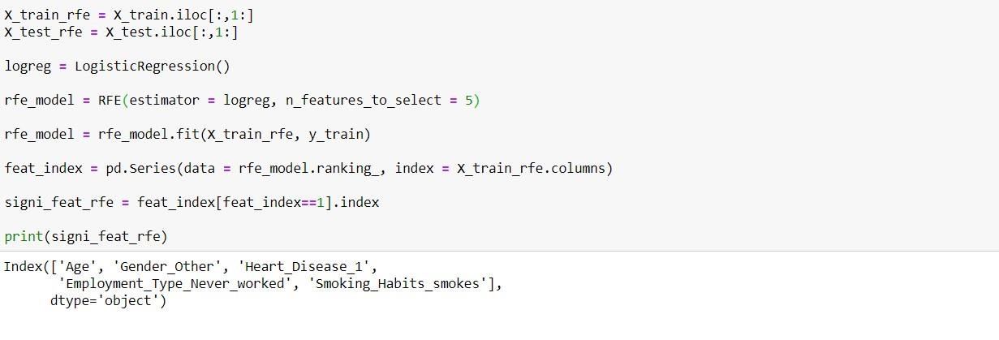 X_train_rfe = X_train.iloc[:,1:]
X_test_rfe = X_test.iloc[:,1:]
logreg = LogisticRegression()
rfe_model = RFE(estimator = logreg, n_features_to_select = 5)
rfe_model = rfe_model.fit(X_train_rfe, y_train)
feat_index = pd.Series(data = rfe_model.ranking_, index = X_train_rfe.columns)
signi_feat_rfe = feat_index[feat_index==1].index
print(signi_feat_rfe)
Index(['Age', 'Gender_Other', 'Heart_Disease_1',
'Employment_Type_Never_worked', 'Smoking_Habits_smokes'],
dtype='object')